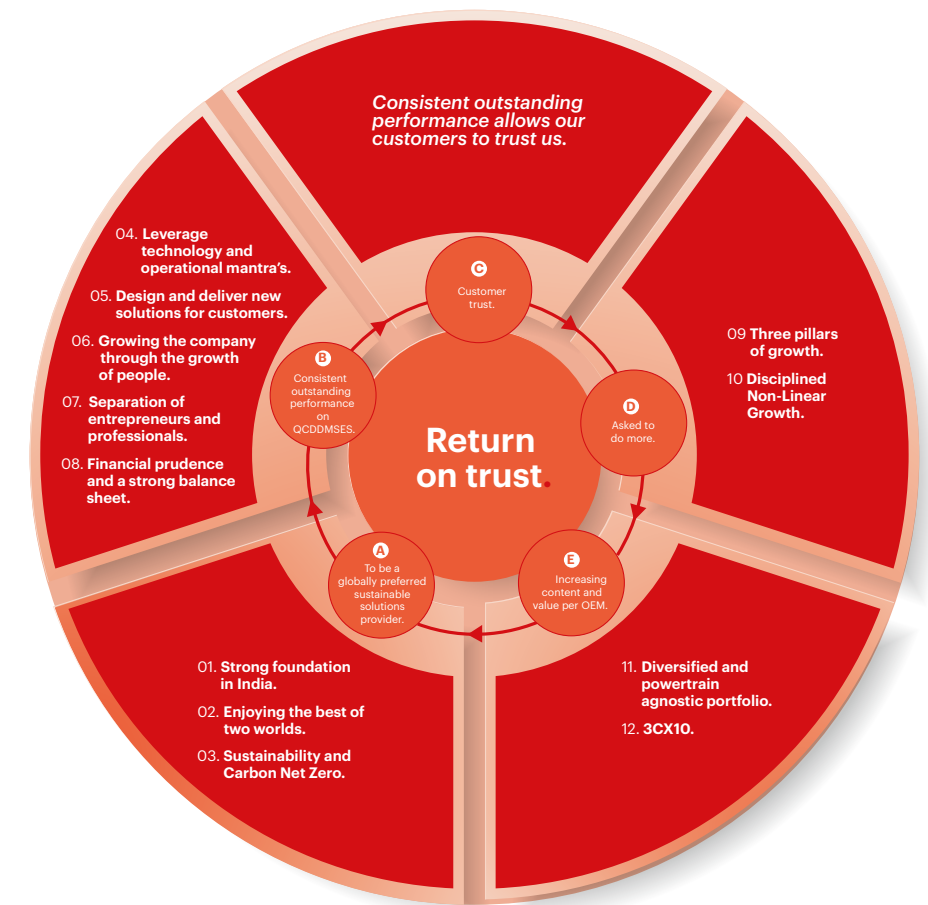 Consistent outstanding
performance allows our
customers to trust us.
04. Leverage
technology and
operational mantra's.
05. Design and deliver new
solutions for customers.
06. Growing the company
through the growth
of people.
07. Separation of
entrepreneurs and
professionals.
08. Financial prudence
and a strong balance
sheet.
C
Customer
trust.
B
Consistent
outstanding
performance
on
QCDDMSES.
Return
on trust.
D
Asked to
do more.
09 Three pillars
of growth.
10 Disciplined
Non-Linear
Growth.
A
To be a
globally preferred
sustainable
solutions
provider.
E
Increasing
content and
value per OEM.
01. Strong foundation
in India.
02. Enjoying the best of
two worlds.
03. Sustainability and
Carbon Net Zero.
11. Diversified and
powertrain
agnostic portfolio.
12. 3CX10.